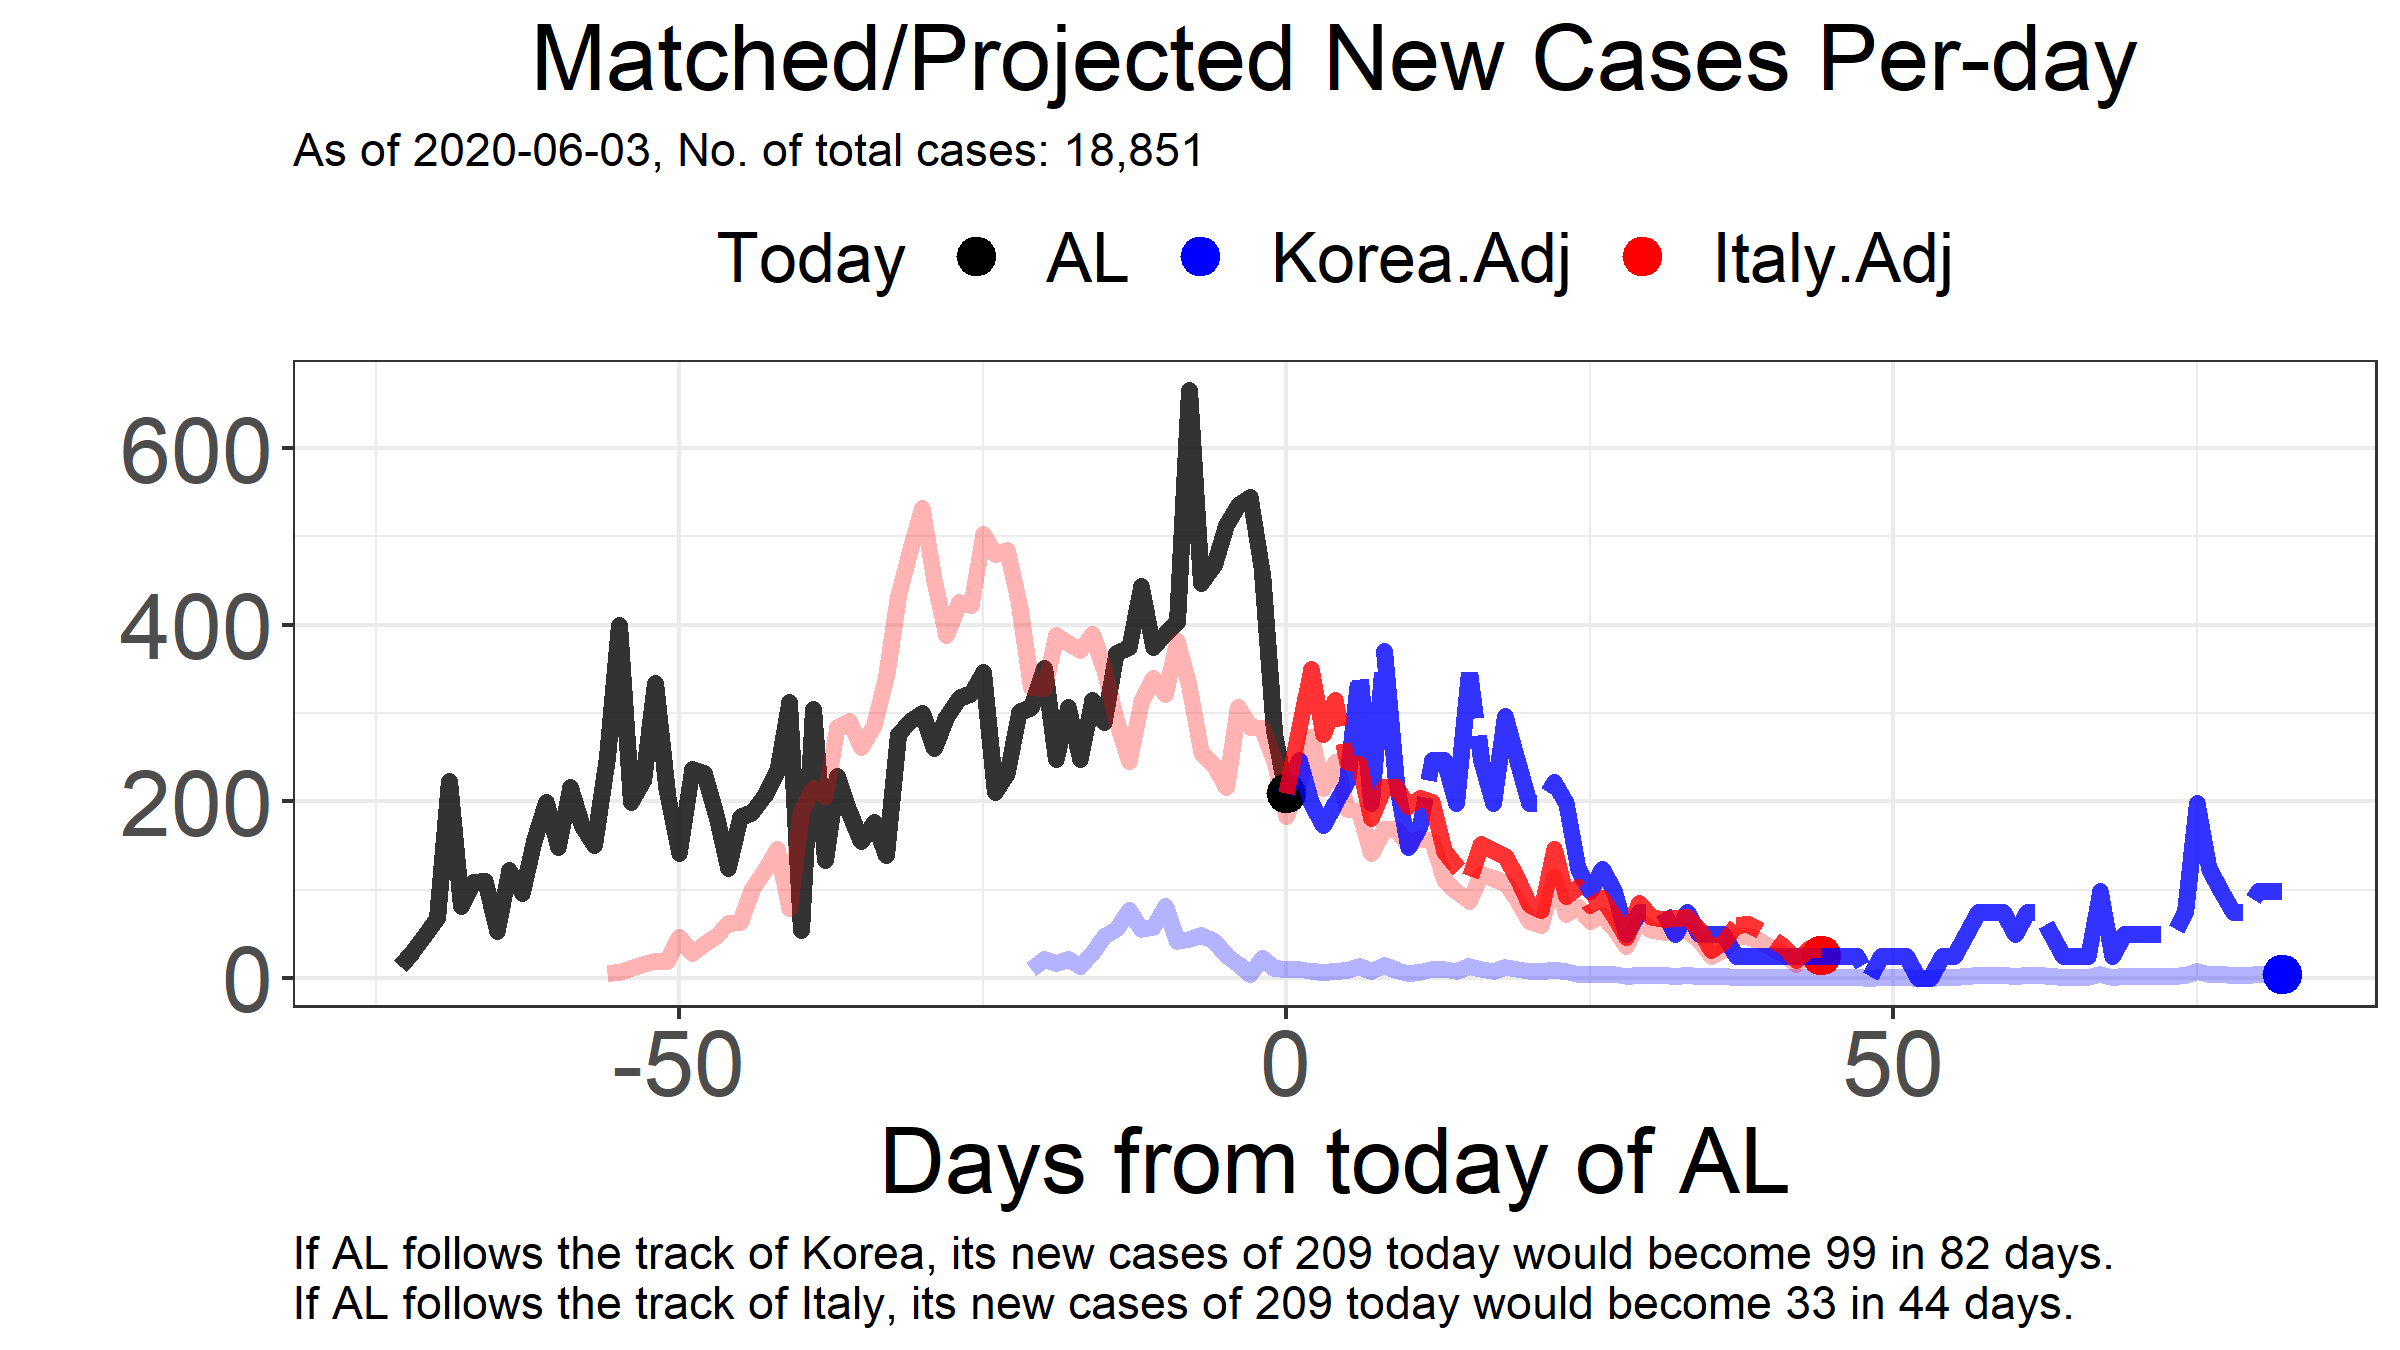 Matched/Projected New Cases Per-day
As of 2020-06-03, No. of total cases: 18,851
Today AL Korea.Adj Italy.Adj
600
400
200
0
-50 0 50
Days from today of AL
If AL follows the track of Korea, its new cases of 209 today would become 99 in 82 days.
If AL follows the track of Italy, its new cases of 209 today would become 33 in 44 days.